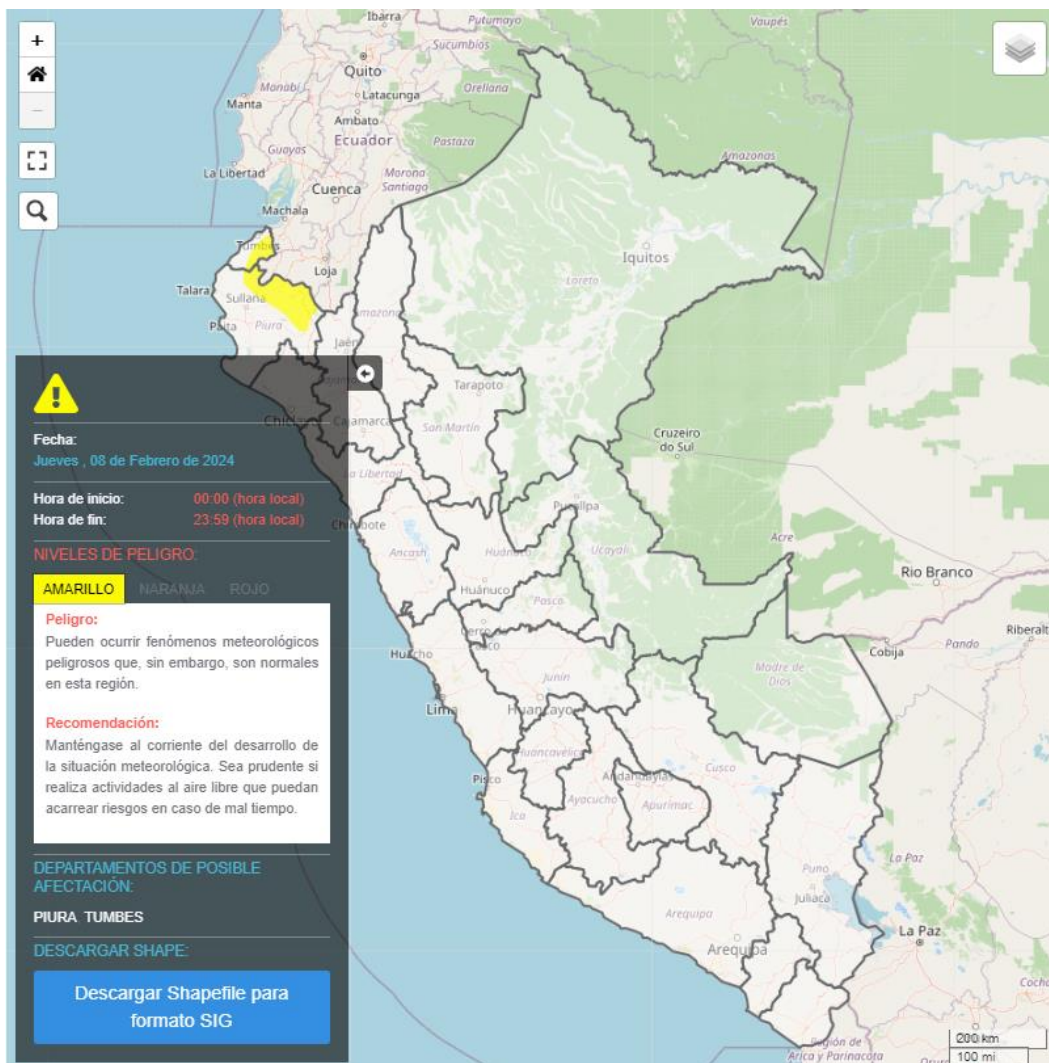 Ibarra
Putumayo
Vaupés
Sucumbíos
Quito
Orellana
Manabí
Manta
Latacunga
Ambato
Ecuador
Pastaza
Amazonas
Guayas
Morona
Santiago
La Libertad
Cuenca
Machala
Tumbes
Loja
Iquitos
Loreto
Talara
Sullana
Paita
Piura
Jaén
Tarapoto
Chiclayo
Cajamarca
San Martín
Cruzeiro
do Sul
La Libertad
Pucallpa
Chimbote
Ancash
Huánuco
Ucayali
Acre
Rio Branco
Huánuco
Pasco
Riberalt
Cerro de
Pasco
Pando
Cobija
Huacho
Madre de
Dios
Junín
Lima
Huancayo
Huancavelica
Cusco
Pisco
Andahuaylas
Ayacucho
Apurímac
Ica
Puno
La Paz
Juliaca
Arequipa
La Paz
Arequipa
Cocha
Región de
Arica y Parinacota
Oruro
200 km
100 mi
Fecha:
Jueves , 08 de Febrero de 2024
Hora de inicio: 00:00 (hora local)
Hora de fin: 23:59 (hora local)
NIVELES DE PELIGRO:
AMARILLO NARANJA ROJO
Peligro:
Pueden ocurrir fenómenos meteorológicos
peligrosos que, sin embargo, son normales
en esta región.
Recomendación:
Manténgase al corriente del desarrollo de
la situación meteorológica. Sea prudente si
realiza actividades al aire libre que puedan
acarrear riesgos en caso de mal tiempo.
DEPARTAMENTOS DE POSIBLE
AFECTACIÓN:
PIURA TUMBES
DESCARGAR SHAPE:
Descargar Shapefile para
formato SIG